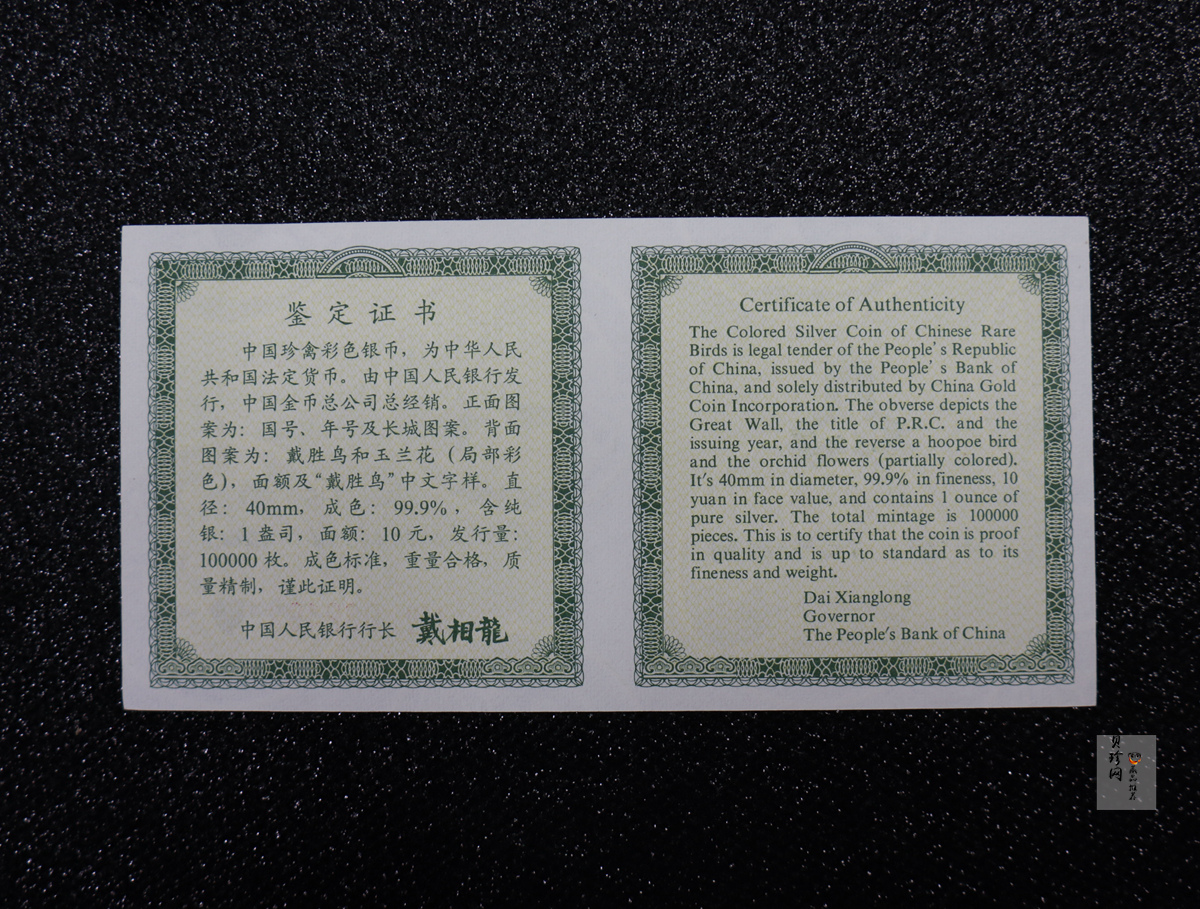 鉴定证书
中国珍禽彩色银币，为中华人民
共和国法定货币。由中国人民银行发
行，中国金币总公司总经销。正面图
案为：国号、年号及长城图案。背面
图案为：戴胜鸟和玉兰花（局部彩
色），面额及“戴胜鸟”中文字样。直
径：40mm，成色：99.9%，含纯
银：1 盎司，面额：10 元，发行量：
100000 枚。成色标准，重量合格，质
量精制，谨此证明。
中国人民银行行长 戴相龍
Certificate of Authenticity
The Colored Silver Coin of Chinese Rare
Birds is legal tender of the People's Republic
of China, issued by the People's Bank of
China, and solely distributed by China Gold
Coin Incorporation. The obverse depicts the
Great Wall, the title of P.R.C. and the
issuing year, and the reverse a hoopoe bird
and the orchid flowers (partially colored).
It's 40mm in diameter, 99.9% in fineness, 10
yuan in face value, and contains 1 ounce of
pure silver. The total mintage is 100000
pieces. This is to certify that the coin is proof
in quality and is up to standard as to its
fineness and weight.
Dai Xianglong
Governor
The People's Bank of China
贝珍网